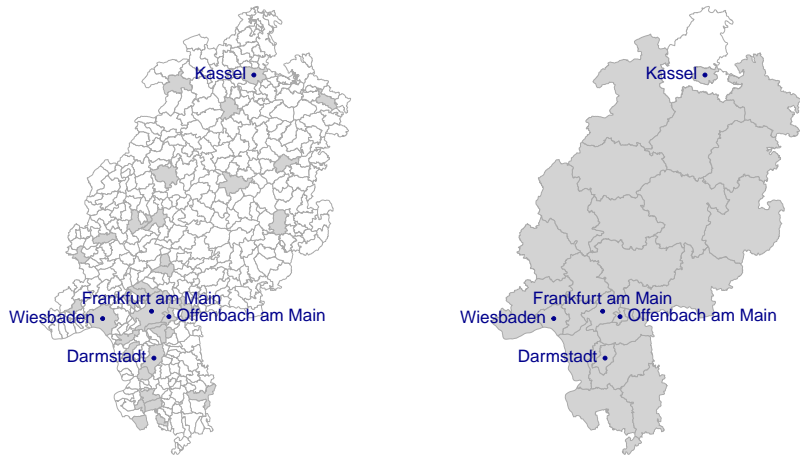 Kassel
Frankfurt am Main
Wiesbaden
Offenbach am Main
Darmstadt
Kassel
Frankfurt am Main
Wiesbaden
Offenbach am Main
Darmstadt